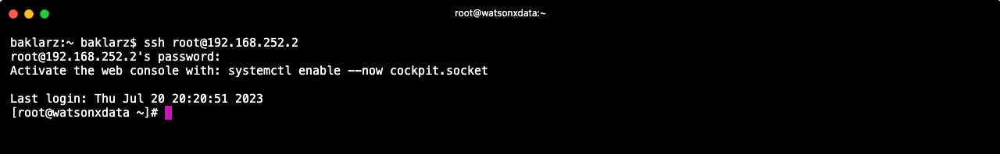 root@watsonxdata:~
baklarz:~ baklarz$ ssh root@192.168.252.2
root@192.168.252.2's password:
Activate the web console with: systemctl enable --now cockpit.socket
Last login: Thu Jul 20 20:20:51 2023
[root@watsonxdata ~]#